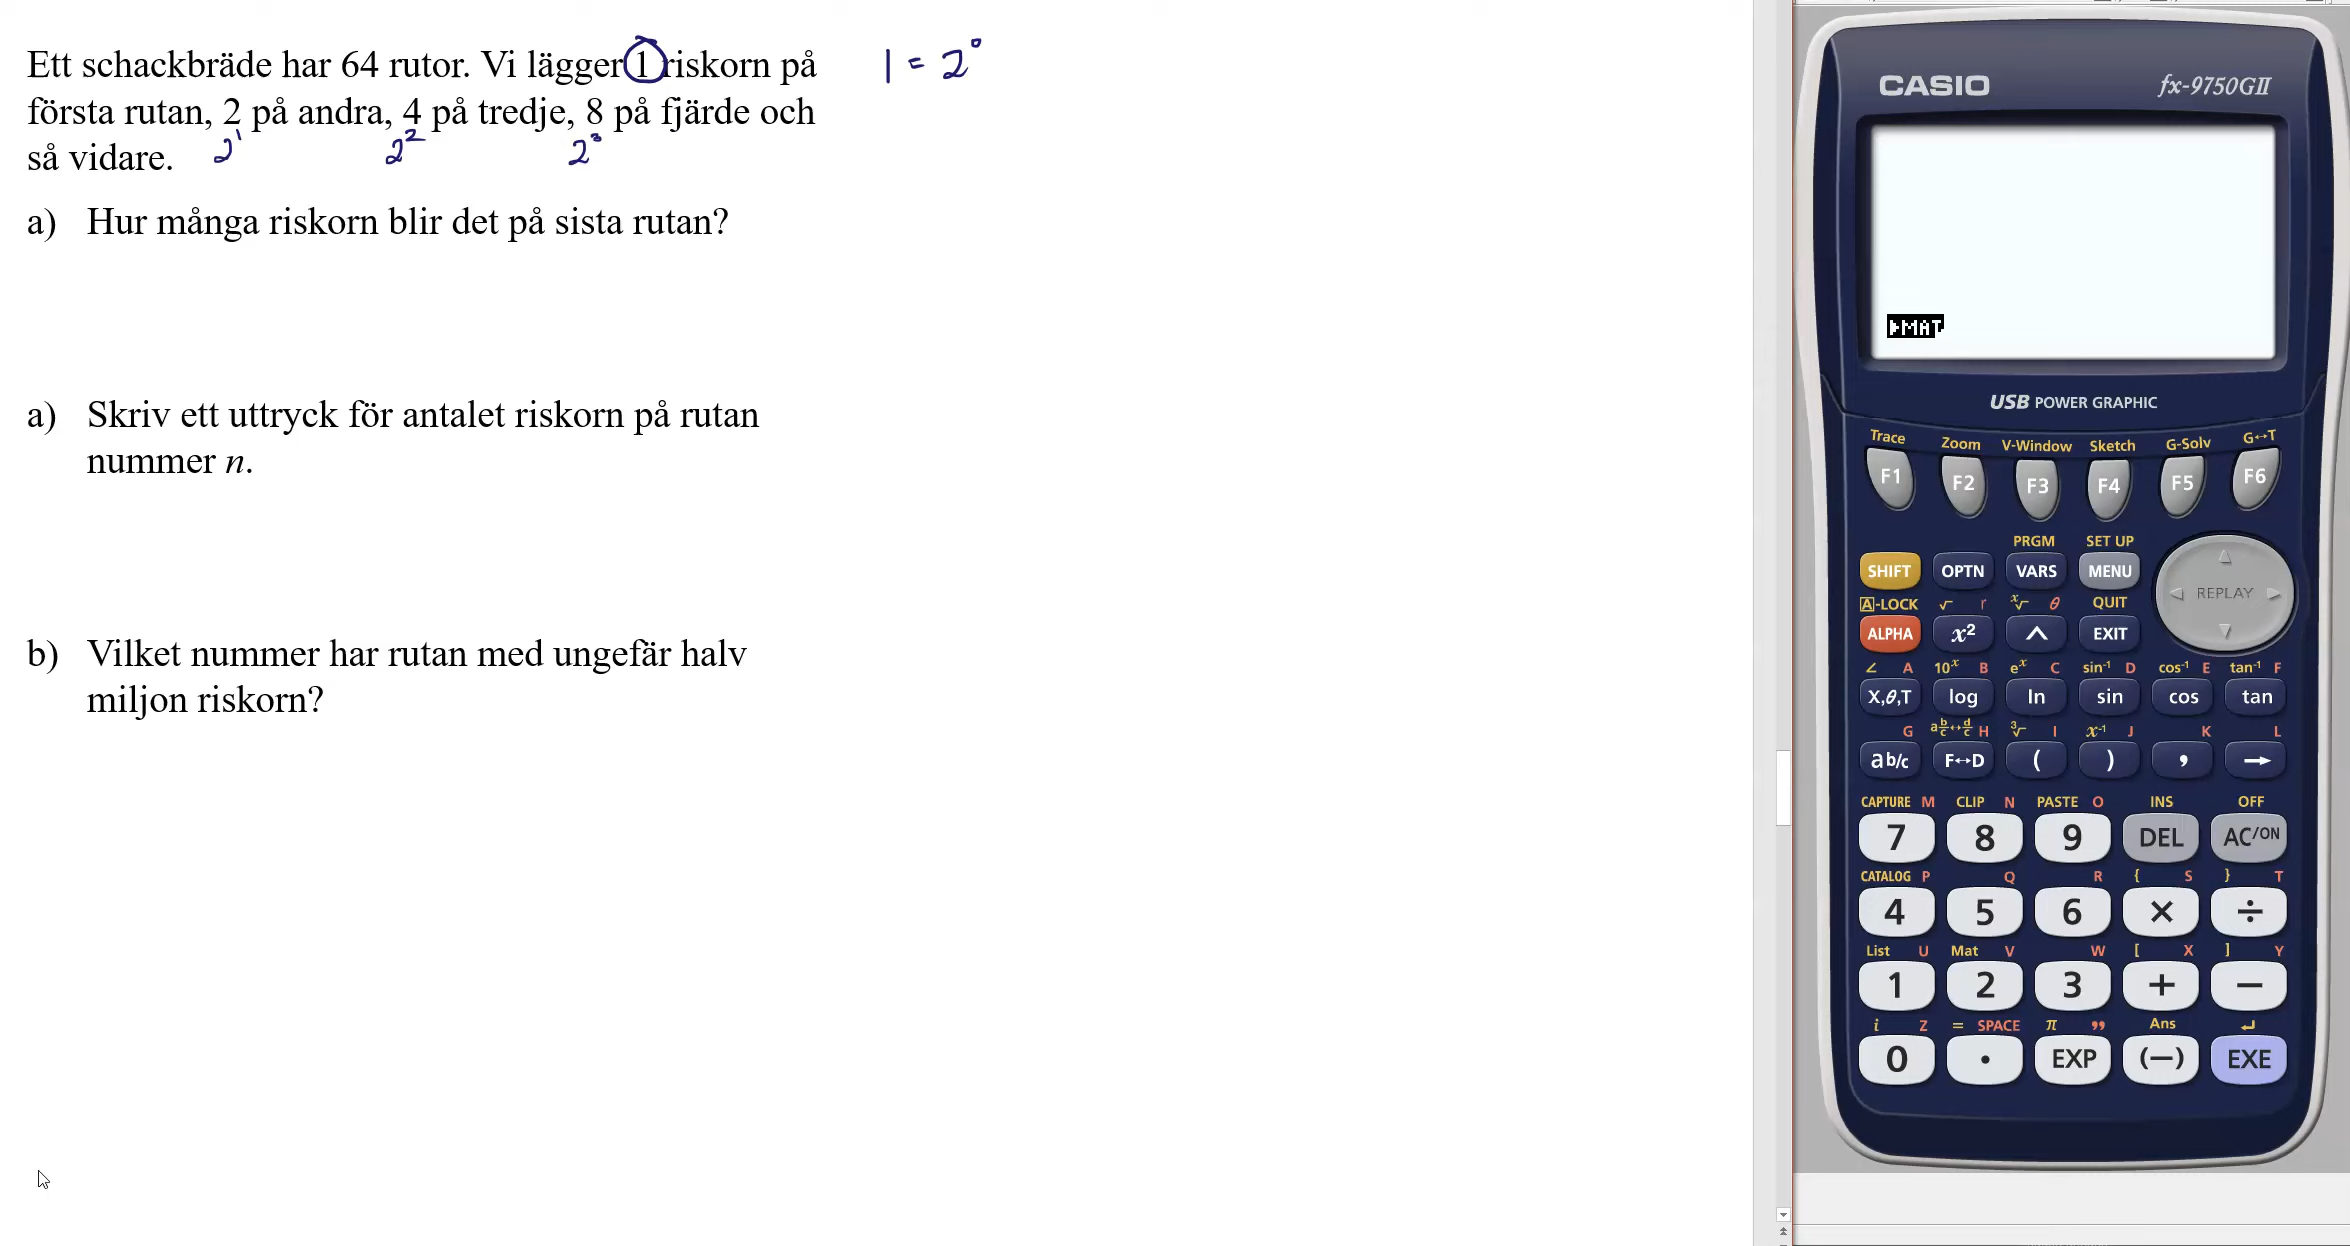 Ett schackbräde har 64 rutor. Vi lägger 1 riskorn på
1 = 2⁰
första rutan, 2 på andra, 4 på tredje, 8 på fjärde och
2¹ 2² 2³
så vidare.
a) Hur många riskorn blir det på sista rutan?
a) Skriv ett uttryck för antalet riskorn på rutan
nummer n.
b) Vilket nummer har rutan med ungefär halv
miljon riskorn?
CASIO fx-9750GII
▶MAT
USB POWER GRAPHIC
Trace Zoom V-Window Sketch G-Solv G↔T
F1 F2 F3 F4 F5 F6
PRGM SET UP
SHIFT OPTN VARS MENU
REPLAY
A-LOCK √ r ˣ√ θ QUIT
ALPHA x² ^ EXIT
∠ A 10ˣ B eˣ C sin⁻¹ D cos⁻¹ E tan⁻¹ F
X,θ,T log ln sin cos tan
G a b/c↔d/c H ³√ I x⁻¹ J K L
a b/c F↔D ( ) , →
CAPTURE M CLIP N PASTE O INS OFF
7 8 9 DEL AC/ON
CATALOG P Q R { S } T
4 5 6 × ÷
List U Mat V W [ X ] Y
1 2 3 + −
i Z = SPACE π ” Ans ↵
0 • EXP (−) EXE